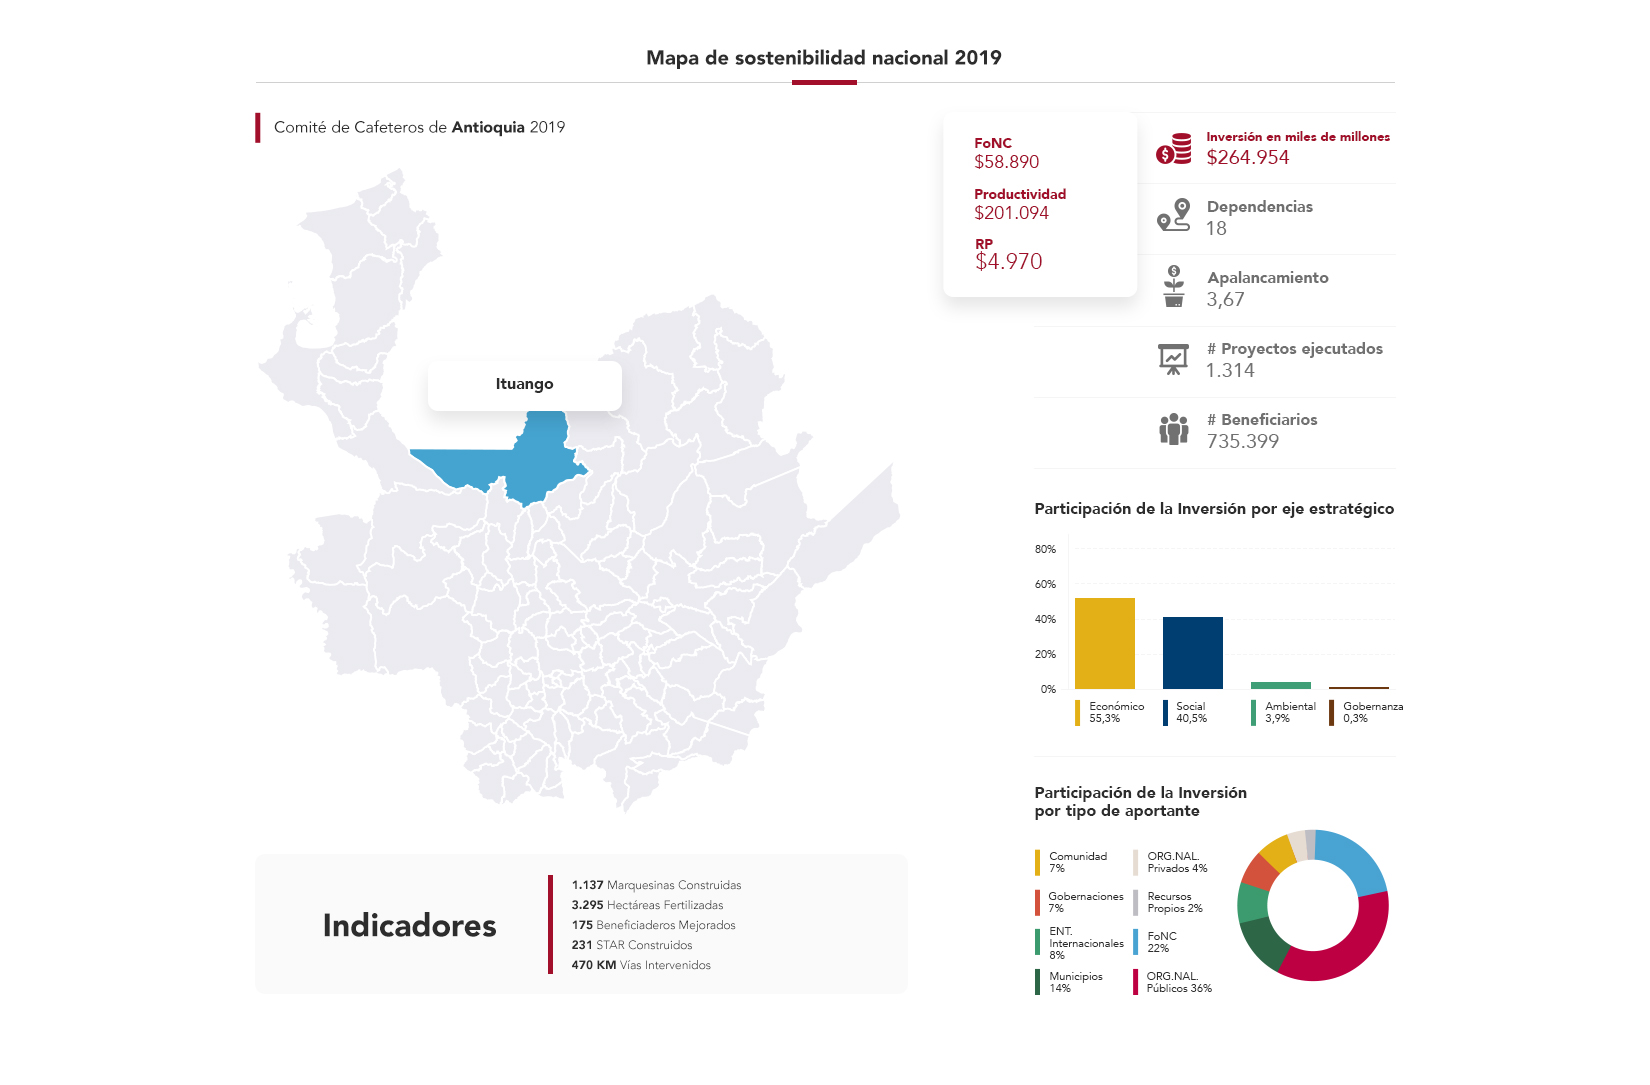 Mapa de sostenibilidad nacional 2019
Comité de Cafeteros de Antioquia 2019
Ituango
FoNC
$58.890
Productividad
$201.094
RP
$4.970
Inversión en miles de millones
$264.954
Dependencias
18
Apalancamiento
3,67
# Proyectos ejecutados
1.314
# Beneficiarios
735.399
Participación de la Inversión por eje estratégico
80%
60%
40%
20%
0%
Económico
55,3%
Social
40,5%
Ambiental
3,9%
Gobernanza
0,3%
Participación de la Inversión
por tipo de aportante
Comunidad
7%
Gobernaciones
7%
ENT.
Internacionales
8%
Municipios
14%
ORG.NAL.
Privados 4%
Recursos
Propios 2%
FoNC
22%
ORG.NAL.
Públicos 36%
Indicadores
1.137 Marquesinas Construidas
3.295 Hectáreas Fertilizadas
175 Beneficiaderos Mejorados
231 STAR Construidos
470 KM Vías Intervenidos